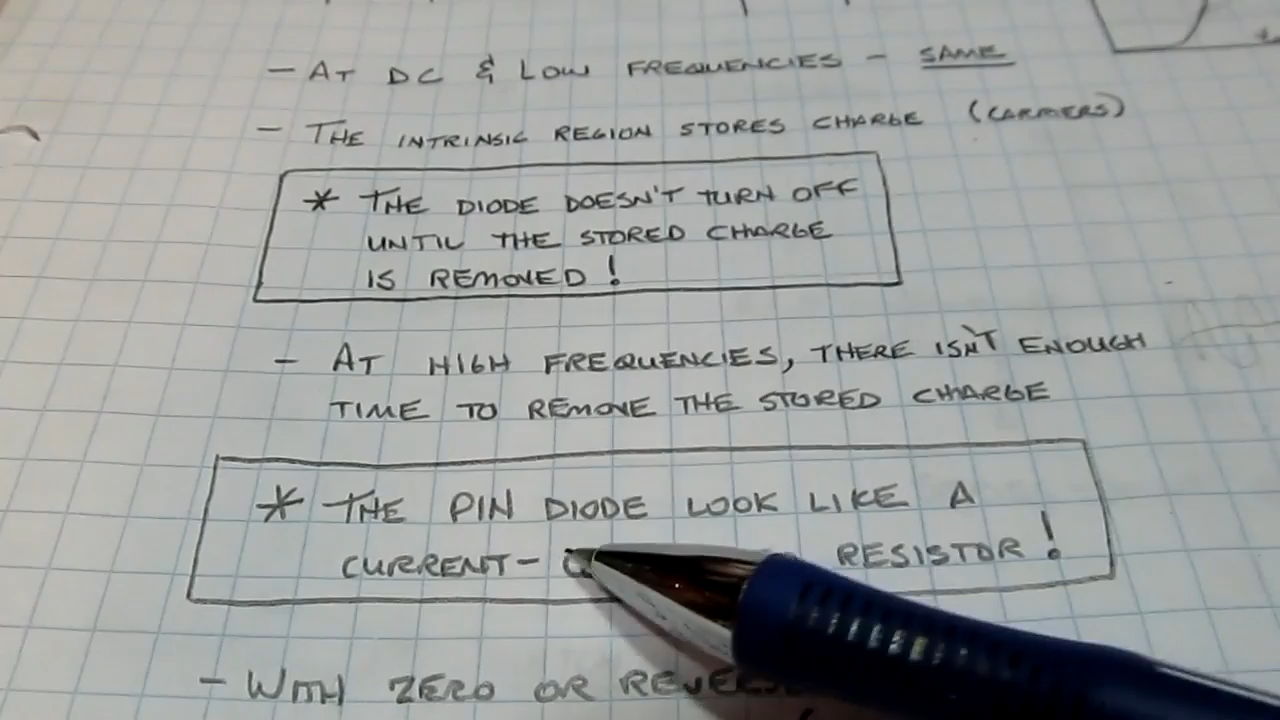 - AT DC & LOW FREQUENCIES - SAME
- THE INTRINSIC REGION STORES CHARGE (CARRIERS)
* THE DIODE DOESN'T TURN OFF
UNTIL THE STORED CHARGE
IS REMOVED!
- AT HIGH FREQUENCIES, THERE ISN'T ENOUGH
TIME TO REMOVE THE STORED CHARGE
* THE PIN DIODE LOOK LIKE A
CURRENT- RESISTOR!
- WITH ZERO OR